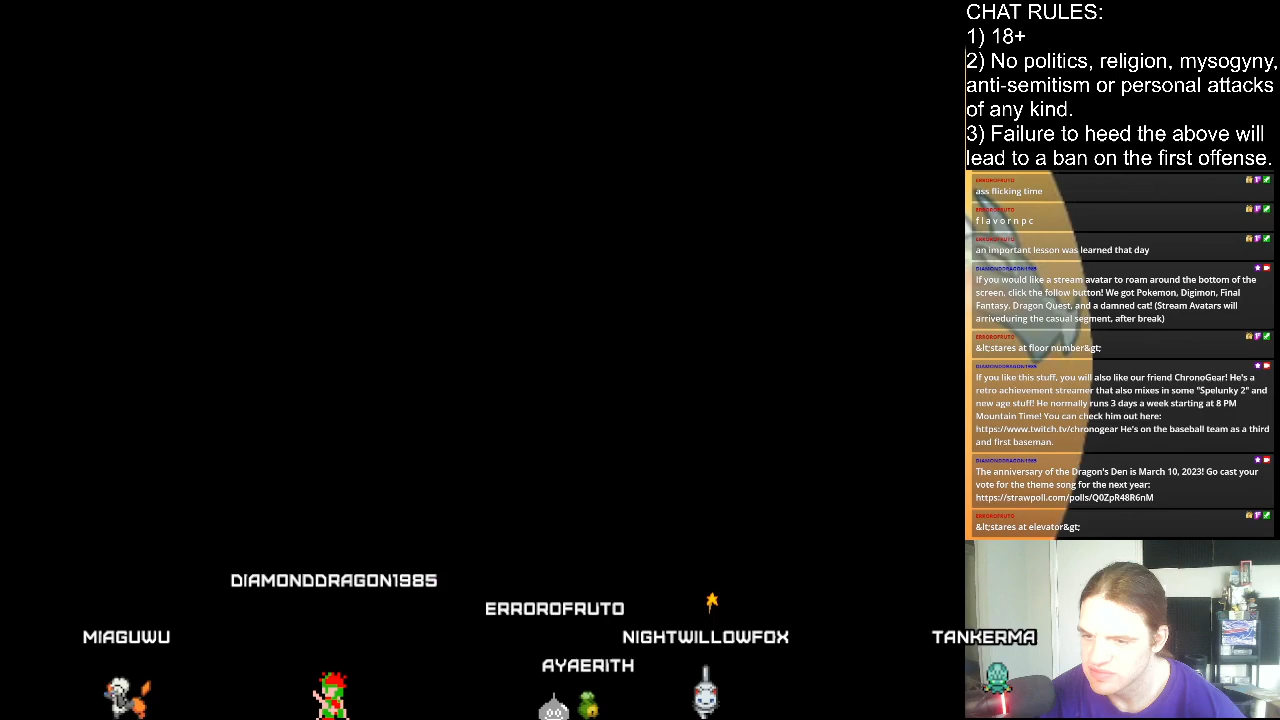 CHAT RULES:
1) 18+
2) No politics, religion, mysogyny,
anti-semitism or personal attacks
of any kind.
3) Failure to heed the above will
lead to a ban on the first offense.
ERROROFRUTO
ass flicking time
ERROROFRUTO
f l a v o r n p c
ERROROFRUTO
an important lesson was learned that day
DIAMONDDRAGON1985
If you would like a stream avatar to roam around the bottom of the
screen, click the follow button! We got Pokemon, Digimon, Final
Fantasy, Dragon Quest, and a damned cat! (Stream Avatars will
arriveduring the casual segment, after break)
ERROROFRUTO
&lt;stares at floor number&gt;
DIAMONDDRAGON1985
If you like this stuff, you will also like our friend ChronoGear! He's a
retro achievement streamer that also mixes in some "Spelunky 2" and
new age stuff! He normally runs 3 days a week starting at 8 PM
Mountain Time! You can check him out here:
https://www.twitch.tv/chronogear He's on the baseball team as a third
and first baseman.
DIAMONDDRAGON1985
The anniversary of the Dragon's Den is March 10, 2023! Go cast your
vote for the theme song for the next year:
https://strawpoll.com/polls/Q0ZpR48R6nM
ERROROFRUTO
&lt;stares at elevator&gt;
DIAMONDDRAGON1985
ERROROFRUTO
MIAGUWU
NIGHTWILLOWFOX
TANKERMA
AYAERITH